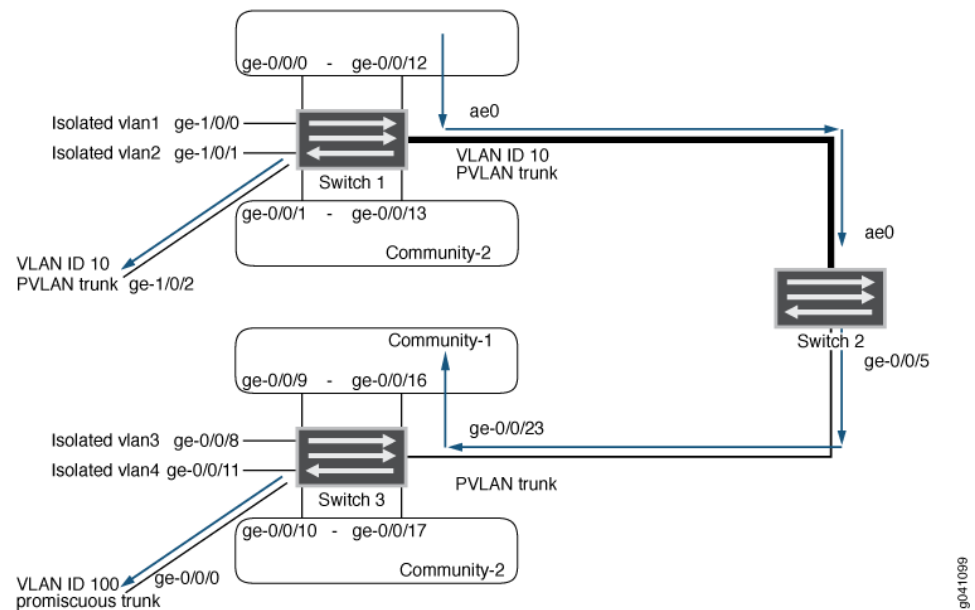 ge-0/0/0 - ge-0/0/12
ae0
Isolated vlan1 ge-1/0/0
Isolated vlan2 ge-1/0/1
VLAN ID 10
PVLAN trunk
Switch 1
ge-0/0/1 - ge-0/0/13
Community-2
VLAN ID 10
PVLAN trunk ge-1/0/2
ae0
Switch 2
ge-0/0/5
Community-1
ge-0/0/9 - ge-0/0/16
ge-0/0/23
Isolated vlan3 ge-0/0/8
Isolated vlan4 ge-0/0/11
PVLAN trunk
Switch 3
ge-0/0/10 - ge-0/0/17
Community-2
VLAN ID 100 ge-0/0/0
promiscuous trunk
g041099